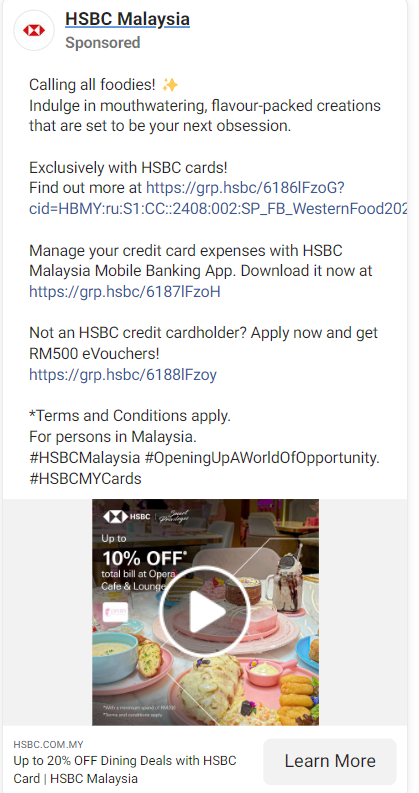 HSBC Malaysia
Sponsored
Calling all foodies! ✨
Indulge in mouthwatering, flavour-packed creations
that are set to be your next obsession.
Exclusively with HSBC cards!
Find out more at https://grp.hsbc/6186lFzoG?
cid=HBMY:ru:S1:CC::2408:002:SP_FB_WesternFood202
Manage your credit card expenses with HSBC
Malaysia Mobile Banking App. Download it now at
https://grp.hsbc/6187lFzoH
Not an HSBC credit cardholder? Apply now and get
RM500 eVouchers!
https://grp.hsbc/6188lFzoy
*Terms and Conditions apply.
For persons in Malaysia.
#HSBCMalaysia #OpeningUpAWorldOfOpportunity.
#HSBCMYCards
HSBC | Smart Privileges
Up to
10% OFF*
total bill at Opera
Cafe & Lounge
*Terms and conditions apply.
HSBC.COM.MY
Up to 20% OFF Dining Deals with HSBC
Card | HSBC Malaysia
Learn More